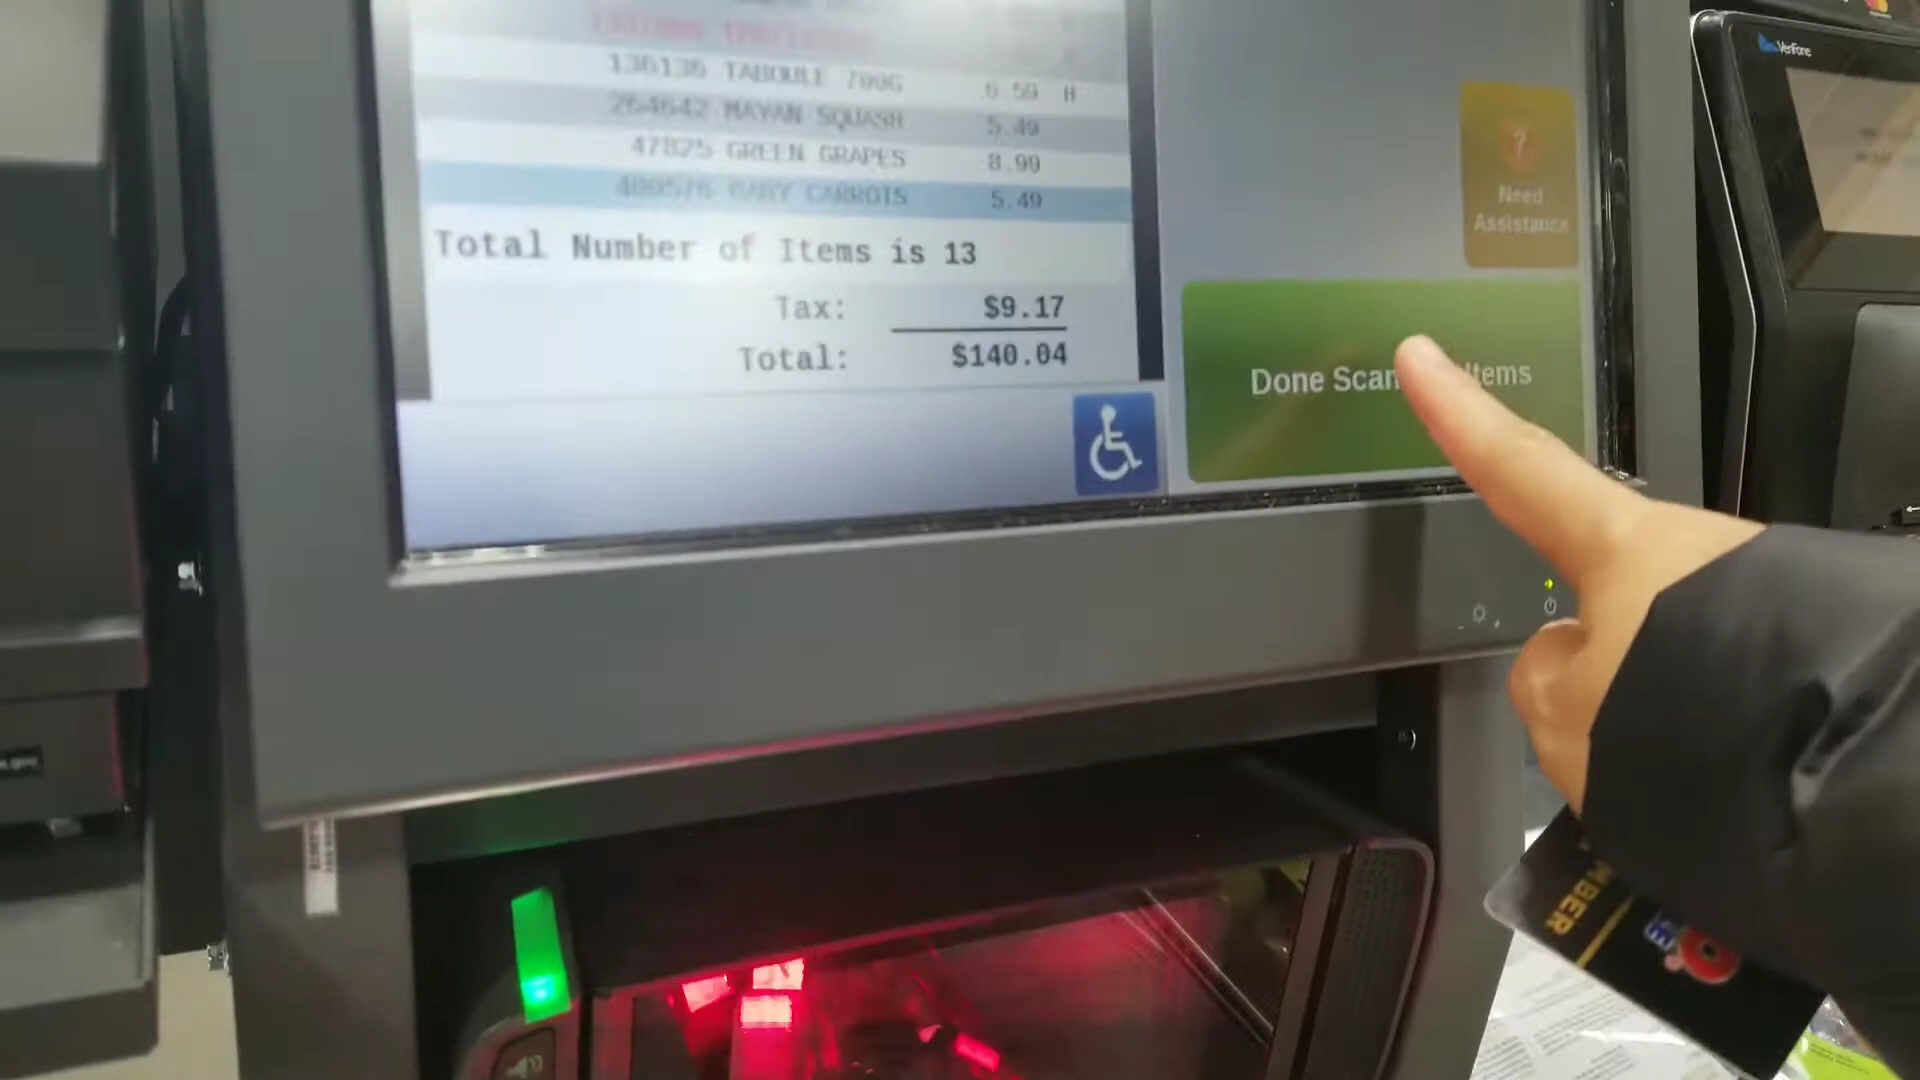 VeriFone
136136 TABOULE 700G 6.59 H
264642 MAYAN SQUASH 5.49
47825 GREEN GRAPES 8.99
BABY CARROTS 5.49
Total Number of Items is 13
Tax: $9.17
Total: $140.04
Need
Assistance
Done Items